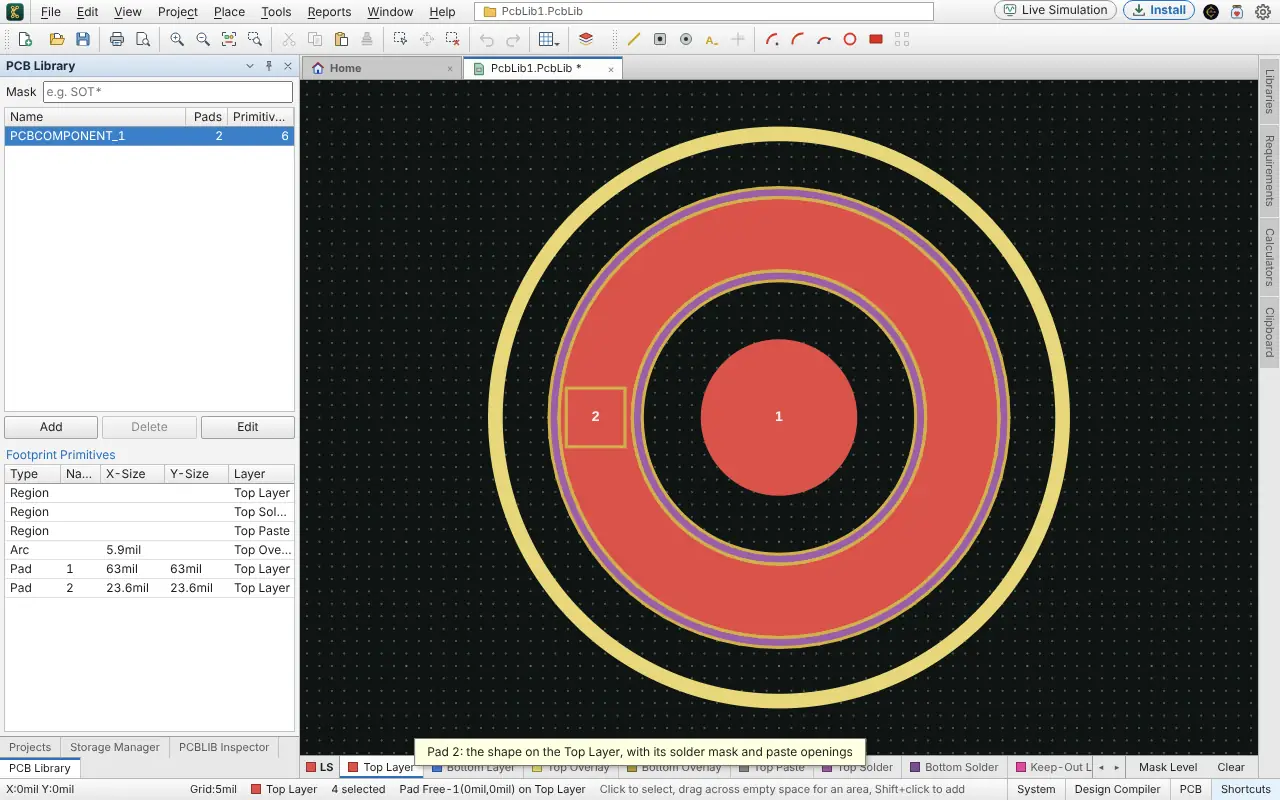 File Edit View Project Place Tools Reports Window Help PcbLib1.PcbLib Live Simulation Install
PCB Library
Home × PcbLib1.PcbLib * ×
Mask e.g. SOT*
Name Pads Primitiv...
PCBCOMPONENT_1 2 6
Add Delete Edit
Footprint Primitives
Type Na... X-Size Y-Size Layer
Region Top Layer
Region Top Sol...
Region Top Paste
Arc 5.9mil Top Ove...
Pad 1 63mil 63mil Top Layer
Pad 2 23.6mil 23.6mil Top Layer
2 1
Libraries
Requirements
Calculators
Clipboard
Projects Storage Manager PCBLIB Inspector
PCB Library
Pad 2: the shape on the Top Layer, with its solder mask and paste openings
LS Top Layer Bottom Layer Top Overlay Bottom Overlay Top Paste Top Solder Bottom Solder Keep-Out L Mask Level Clear
X:0mil Y:0mil Grid:5mil Top Layer 4 selected Pad Free-1(0mil,0mil) on Top Layer Click to select, drag across empty space for an area, Shift+click to add System Design Compiler PCB Shortcuts